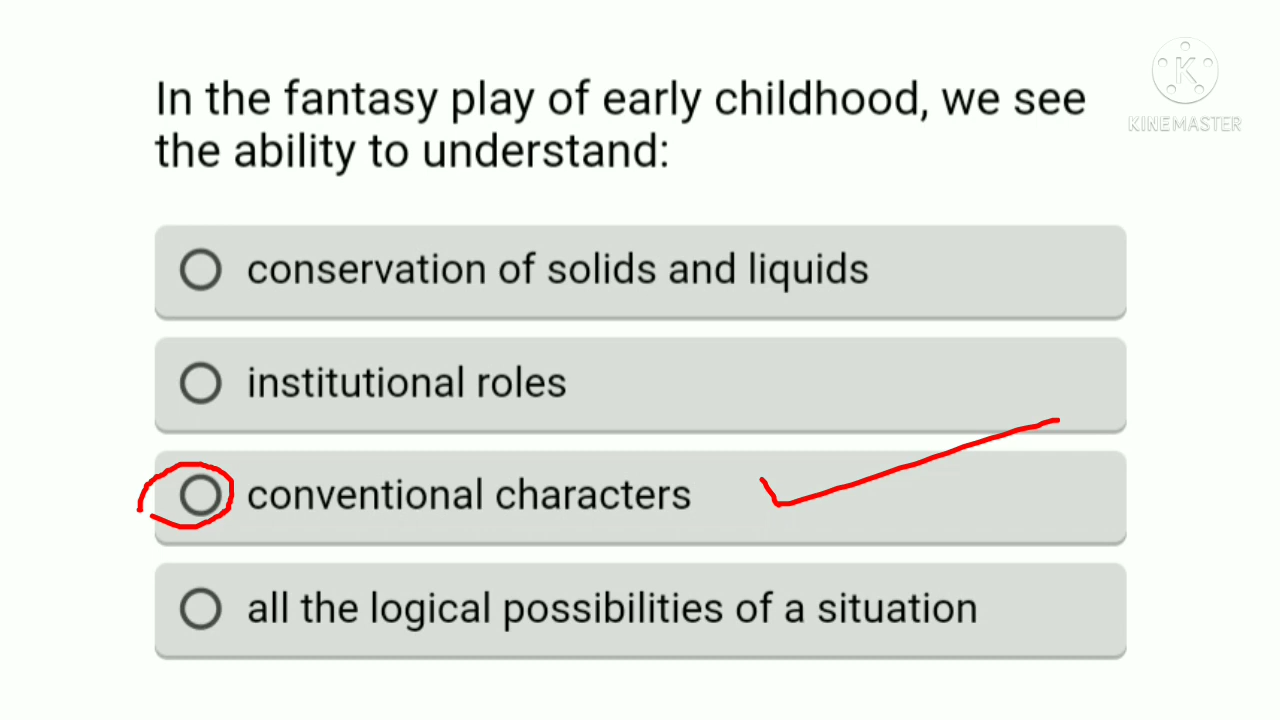 In the fantasy play of early childhood, we see
the ability to understand:
K
KINEMASTER
conservation of solids and liquids
institutional roles
conventional characters
all the logical possibilities of a situation